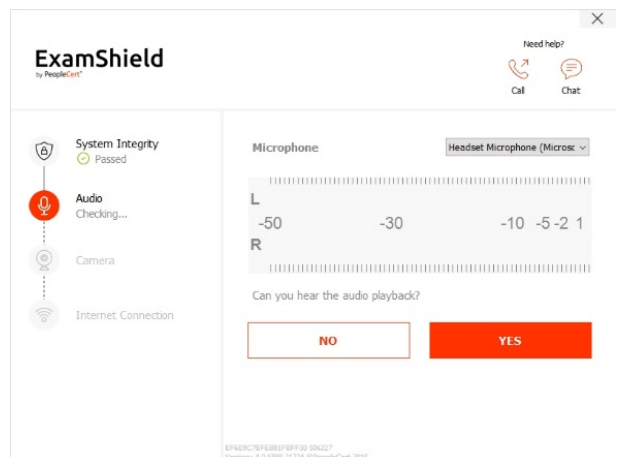 Need help?
ExamShield
by PeopleCert
Call Chat
System Integrity
Passed
Audio
Checking...
Camera
Internet Connection
Microphone
Headset Microphone (Microsc
L
-50 -30 -10 -5 -2 1
R
Can you hear the audio playback?
NO YES